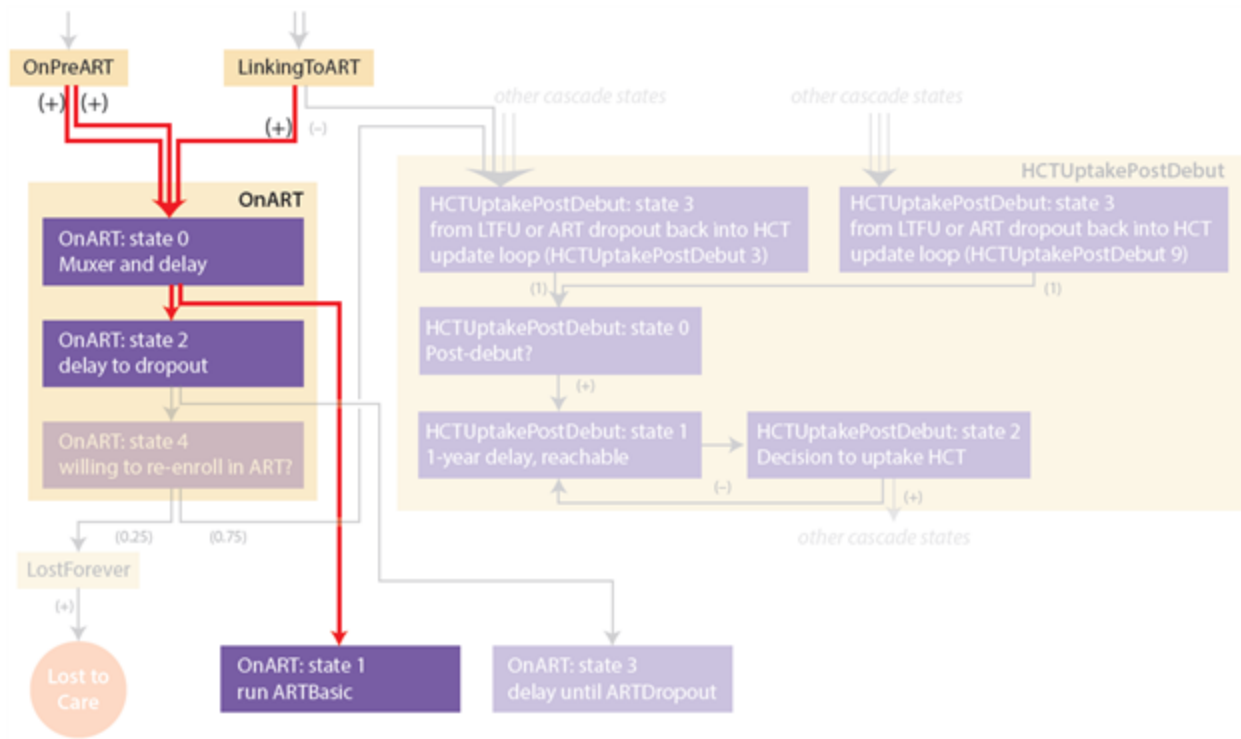 OnPreART
LinkingToART
(+)
(+)
(+)
(–)
other cascade states
other cascade states
HCTUptakePostDebut
OnART
OnART: state 0
Muxer and delay
HCTUptakePostDebut: state 3
from LTFU or ART dropout back into HCT
update loop (HCTUptakePostDebut 3)
HCTUptakePostDebut: state 3
from LTFU or ART dropout back into HCT
update loop (HCTUptakePostDebut 9)
(1)
(1)
OnART: state 2
delay to dropout
HCTUptakePostDebut: state 0
Post-debut?
(+)
OnART: state 4
willing to re-enroll in ART?
HCTUptakePostDebut: state 1
1-year delay, reachable
HCTUptakePostDebut: state 2
Decision to uptake HCT
(–)
(+)
other cascade states
(0.25)
(0.75)
LostForever
(+)
Lost to
Care
OnART: state 1
run ARTBasic
OnART: state 3
delay until ARTDropout